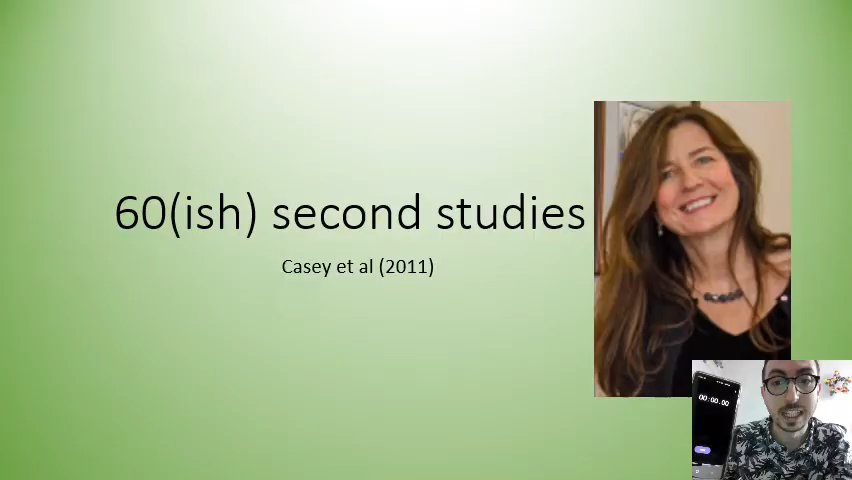 60(ish) second studies
Casey et al (2011)
00:00.00